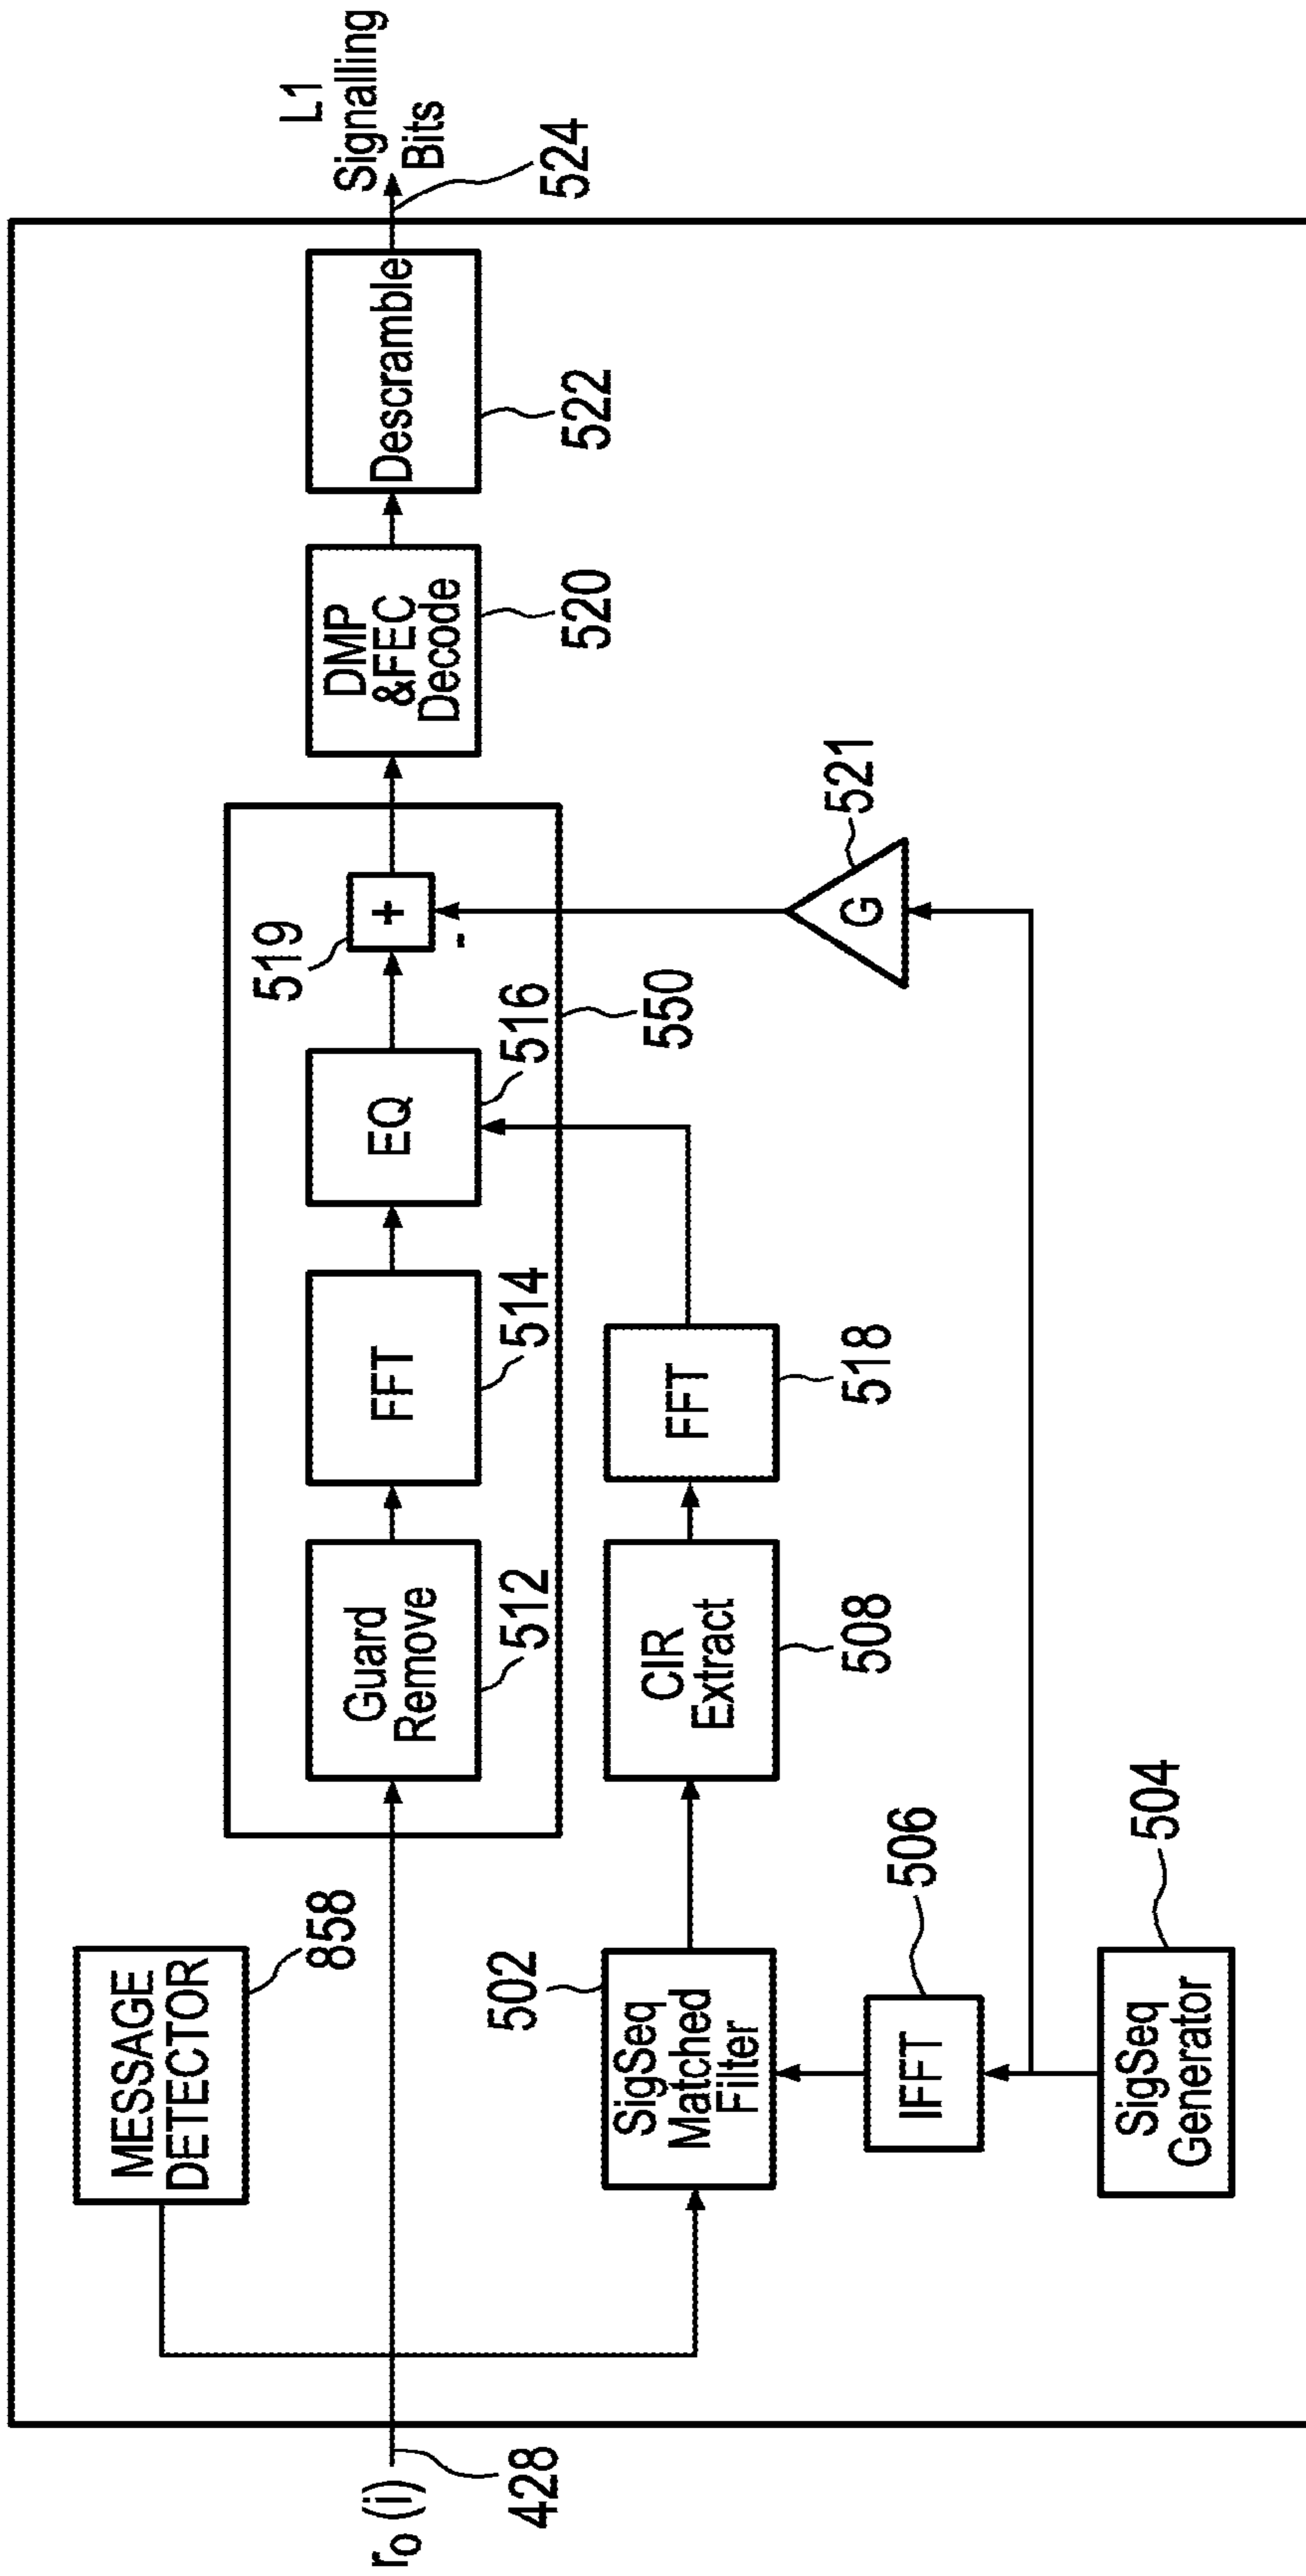 MESSAGE
DETECTOR
858
r₀ (i)
428
Guard
Remove
512
FFT
514
EQ
516
+
519
-
550
DMP
&FEC
Decode
520
Descramble
522
L1
Signalling
Bits
524
SigSeq
Matched
Filter
502
CIR
Extract
508
FFT
518
G
521
IFFT
506
SigSeq
Generator
504